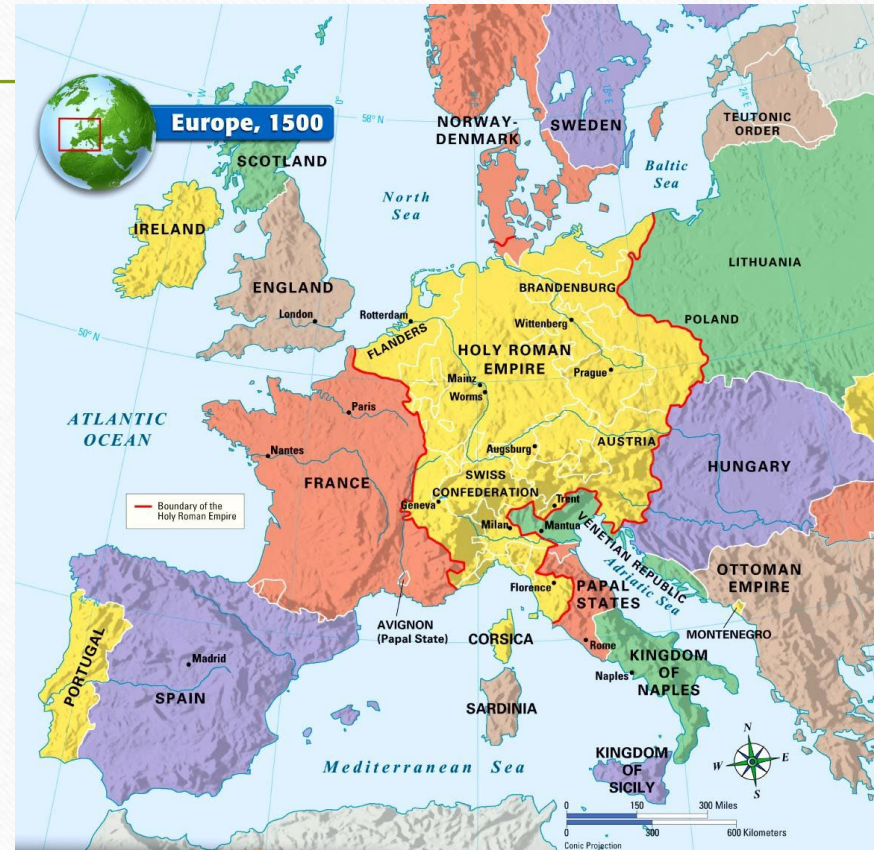 Europe, 1500
58° N
16° E
24° E
0°
50° N
NORWAY-
DENMARK
SWEDEN
TEUTONIC
ORDER
SCOTLAND
Baltic
Sea
North
Sea
IRELAND
LITHUANIA
ENGLAND
BRANDENBURG
London
Rotterdam
POLAND
FLANDERS
Wittenberg
HOLY ROMAN
EMPIRE
Prague
Mainz
Worms
Paris
ATLANTIC
OCEAN
AUSTRIA
Nantes
Augsburg
HUNGARY
FRANCE
SWISS
CONFEDERATION
Geneva
Trent
Boundary of the
Holy Roman Empire
Milan
Mantua
VENETIAN REPUBLIC
Adriatic Sea
OTTOMAN
EMPIRE
Florence
PAPAL
STATES
AVIGNON
(Papal State)
CORSICA
MONTENEGRO
Rome
PORTUGAL
Madrid
KINGDOM
OF
NAPLES
Naples
SPAIN
SARDINIA
N
W E
S
KINGDOM
OF
SICILY
Mediterranean Sea
0 150 300 Miles
0 300 600 Kilometers
Conic Projection